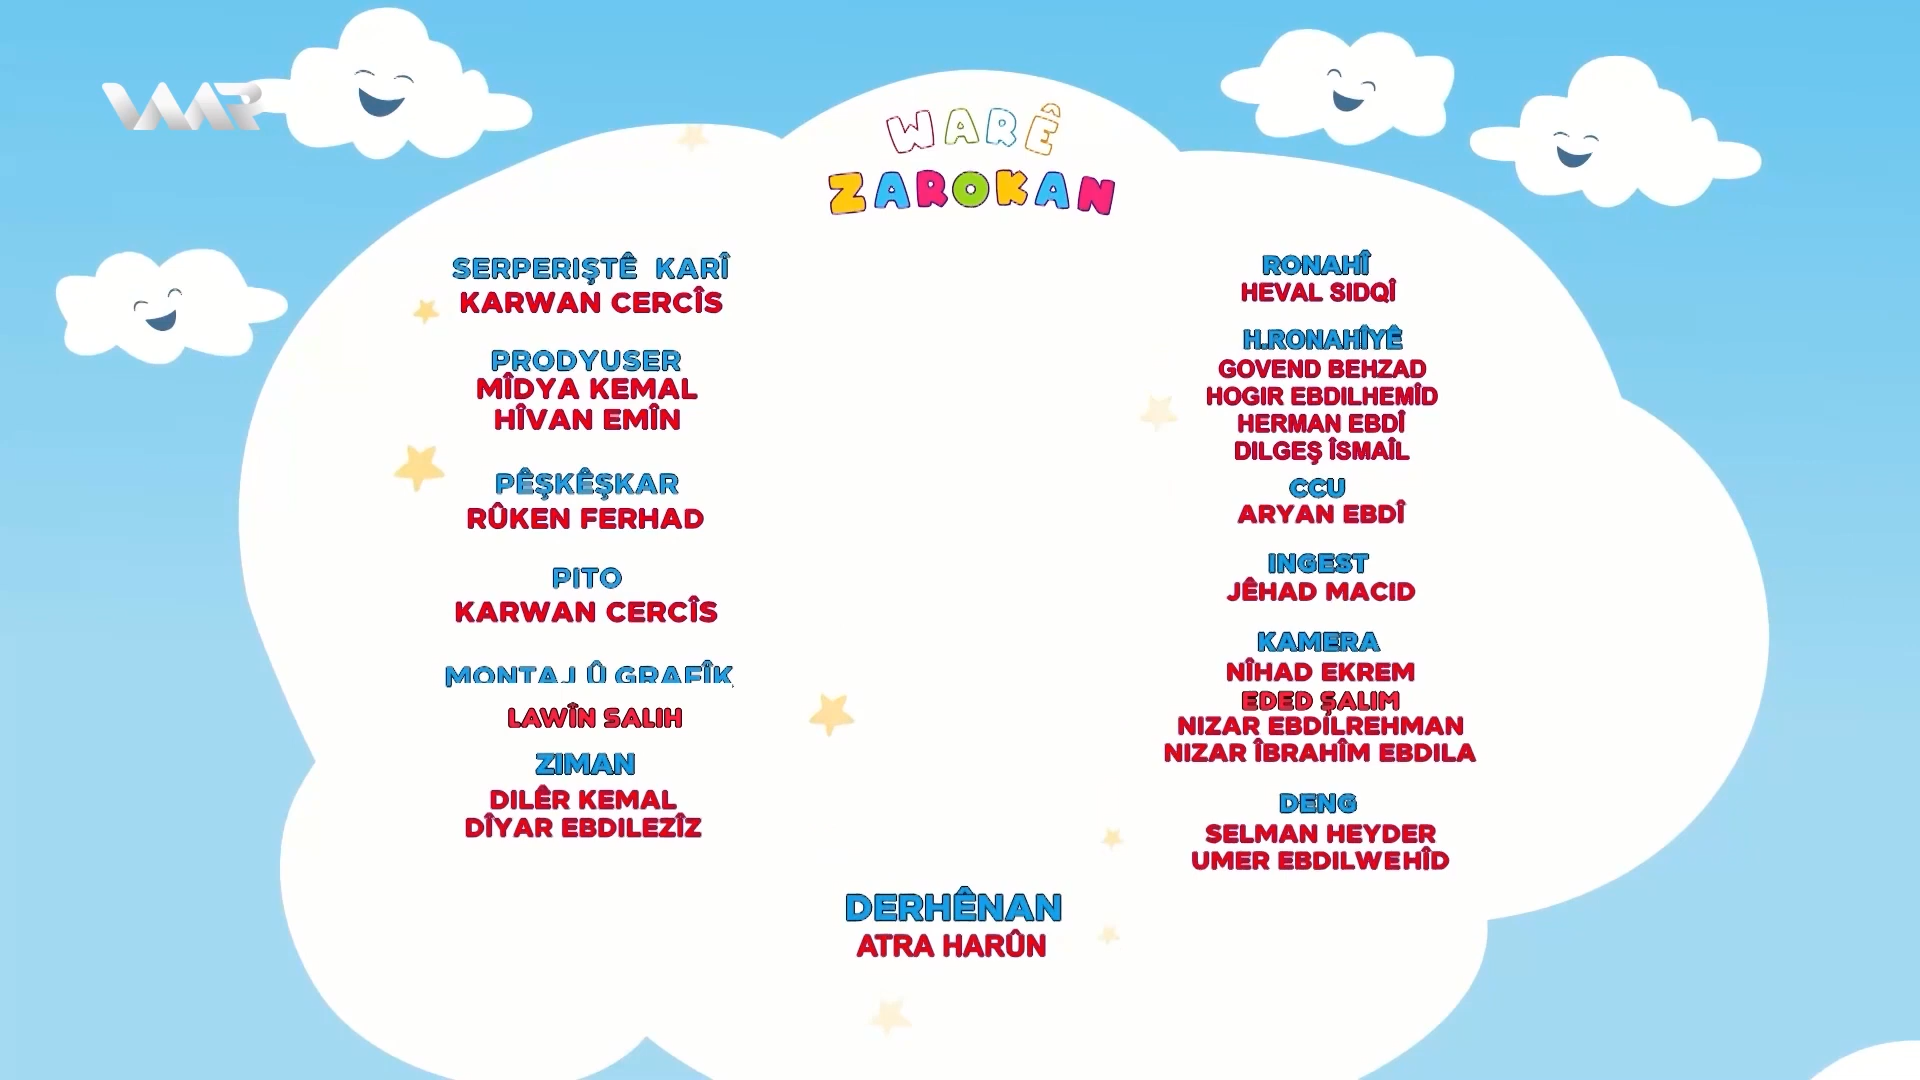 WAAR
WARÊ
ZAROKAN
SERPERIŞTÊ KARÎ
KARWAN CERCÎS
PRODYUSER
MÎDYA KEMAL
HÎVAN EMÎN
PÊŞKÊŞKAR
RÛKEN FERHAD
PITO
KARWAN CERCÎS
MONTAJ Û GRAFÎK
LAWÎN SALIH
ZIMAN
DILÊR KEMAL
DÎYAR EBDILEZÎZ
RONAHÎ
HEVAL SIDQÎ
H.RONAHÎYÊ
GOVEND BEHZAD
HOGIR EBDILHEMÎD
HERMAN EBDÎ
DILGEŞ ÎSMAÎL
CCU
ARYAN EBDÎ
INGEST
JÊHAD MACID
KAMERA
NÎHAD EKREM
EDED ŞALIM
NIZAR EBDILREHMAN
NIZAR ÎBRAHÎM EBDILA
DENG
SELMAN HEYDER
UMER EBDILWEHÎD
DERHÊNAN
ATRA HARÛN